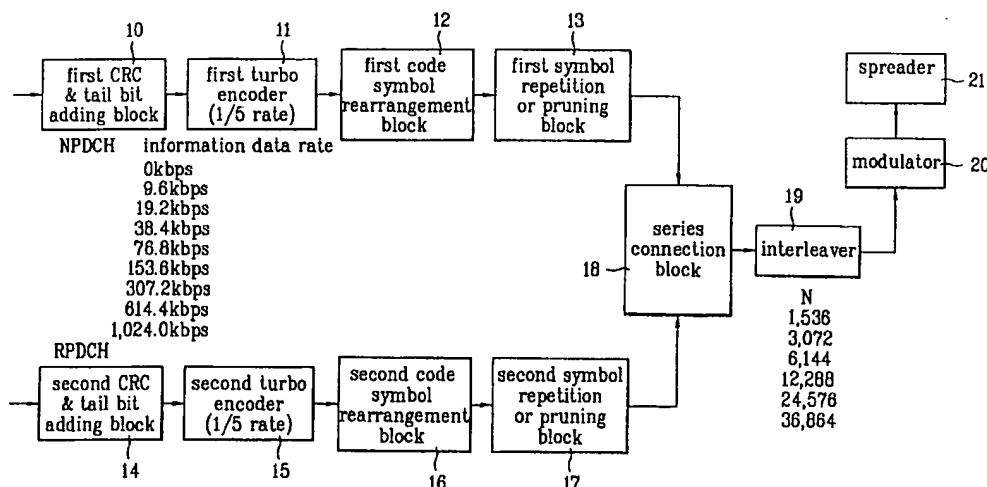 10
first CRC
& tail bit
adding block
11
first turbo
encoder
(1/5 rate)
12
first code
symbol
rearrangement
block
13
first symbol
repetition
or pruning
block
spreader
21
modulator
20
NPDCH information data rate
0kbps
9.6kbps
19.2kbps
38.4kbps
76.8kbps
153.6kbps
307.2kbps
614.4kbps
1,024.0kbps
RPDCH
series
connection
block
18
19
interleaver
N
1,536
3,072
6,144
12,288
24,576
36,864
second CRC
& tail bit
adding block
14
second turbo
encoder
(1/5 rate)
15
second code
symbol
rearrangement
block
16
second symbol
repetition
or pruning
block
17